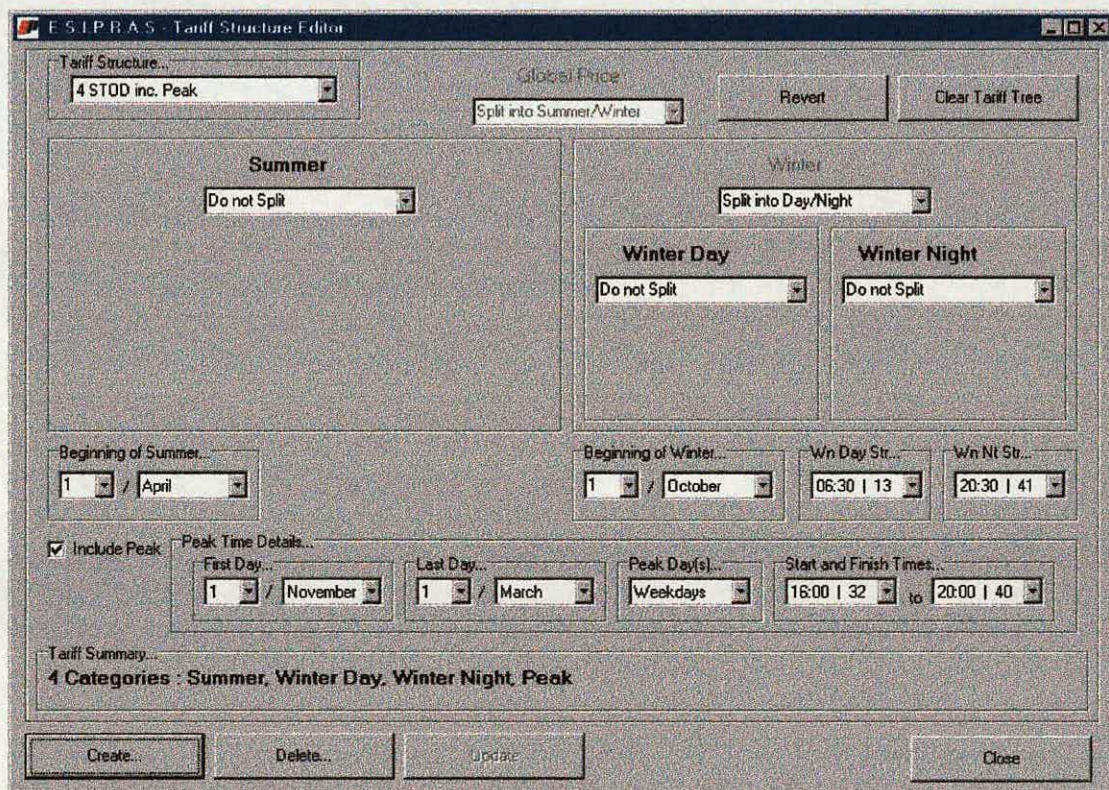 E.S.I.P.R.A.S - Tariff Structure Editor
Tariff Structure...
4 STOD inc. Peak
Global Price
Split into Summer/Winter
Revert
Clear Tariff Tree
Summer
Do not Split
Winter
Split into Day/Night
Winter Day
Do not Split
Winter Night
Do not Split
Beginning of Summer...
1 / April
Beginning of Winter...
1 / October
Wn Day Str...
06:30 | 13
Wn Nt Str...
20:30 | 41
Include Peak
Peak Time Details...
First Day...
1 / November
Last Day...
1 / March
Peak Day(s)...
Weekdays
Start and Finish Times...
16:00 | 32 to 20:00 | 40
Tariff Summary...
4 Categories : Summer, Winter Day, Winter Night, Peak
Create...
Delete...
Update
Close